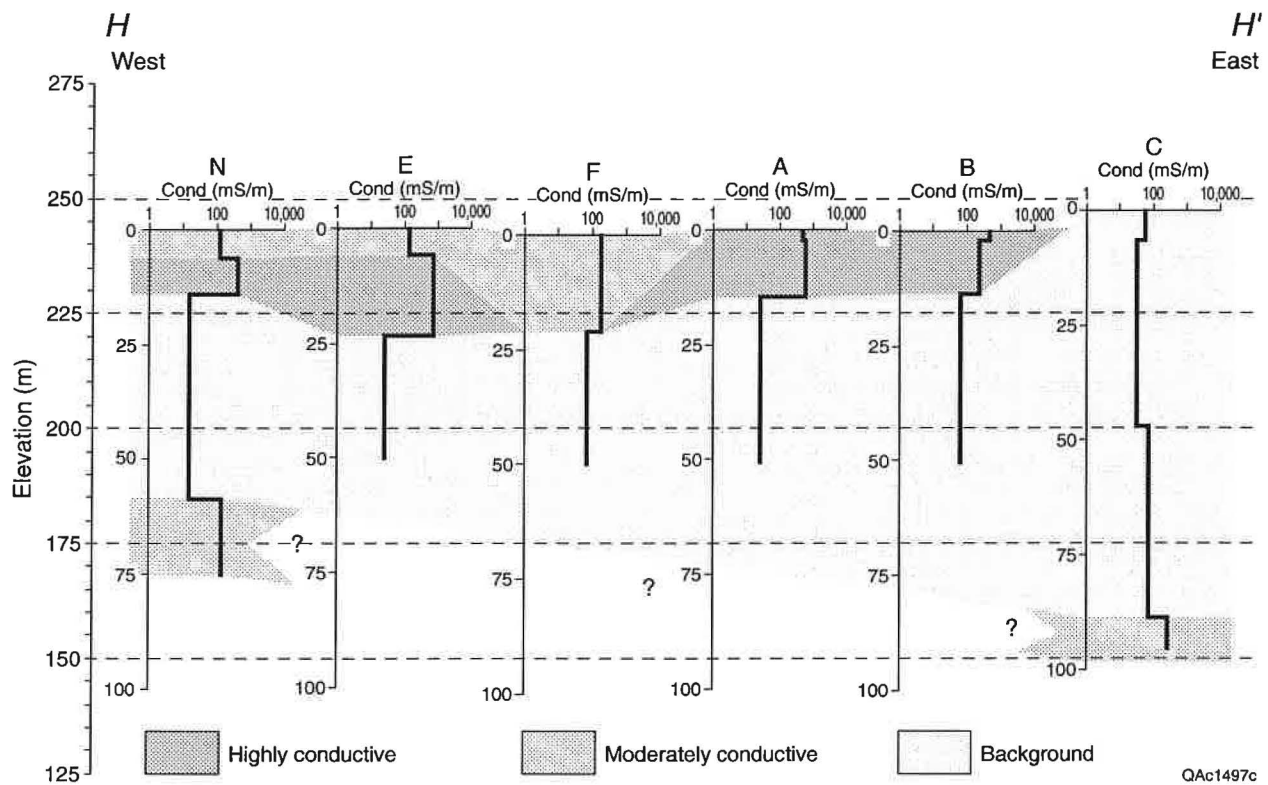 H
H'
West
East
275
250
225
200
175
150
125
Elevation (m)
N
Cond (mS/m)
1 100 10,000
0
25
50
75
100
E
Cond (mS/m)
1 100 10,000
0
25
50
75
100
F
Cond (mS/m)
1 100 10,000
0
25
50
75
100
A
Cond (mS/m)
1 100 10,000
0
25
50
75
100
B
Cond (mS/m)
1 100 10,000
0
25
50
75
100
C
Cond (mS/m)
1 100 10,000
0
25
50
75
100
?
?
?
Highly conductive
Moderately conductive
Background
QAc1497c